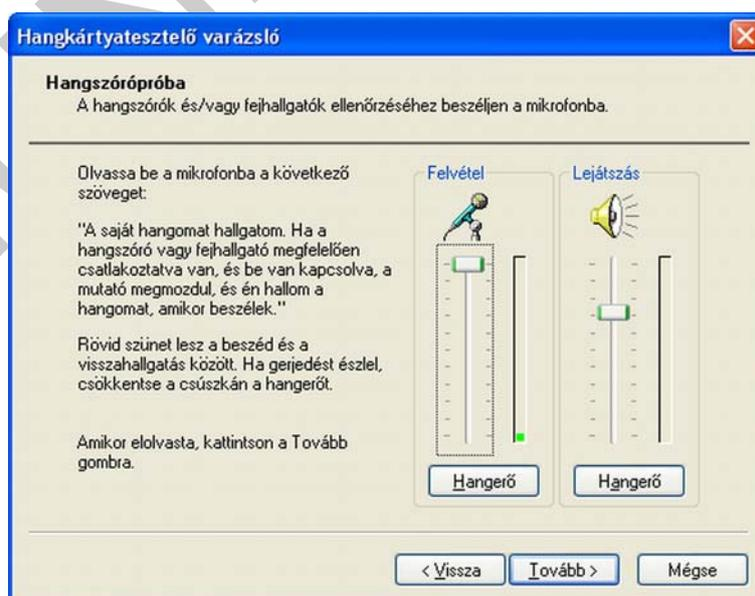 Hangkártyatesztelő varázsló
Hangszórópróba
A hangszórók és/vagy fejhallgatók ellenőrzéséhez beszéljen a mikrofonba.
Olvassa be a mikrofonba a következő
szöveget:
"A saját hangomat hallgatom. Ha a
hangszóró vagy fejhallgató megfelelően
csatlakoztatva van, és be van kapcsolva, a
mutató megmozdul, és én hallom a
hangomat, amikor beszélek."
Rövid szünet lesz a beszéd és a
visszahallgatás között. Ha gerjedést észlel,
csökkentse a csúszkán a hangerőt.
Amikor elolvasta, kattintson a Tovább
gombra.
Felvétel
Hangerő
Lejátszás
Hangerő
< Vissza
Tovább >
Mégse